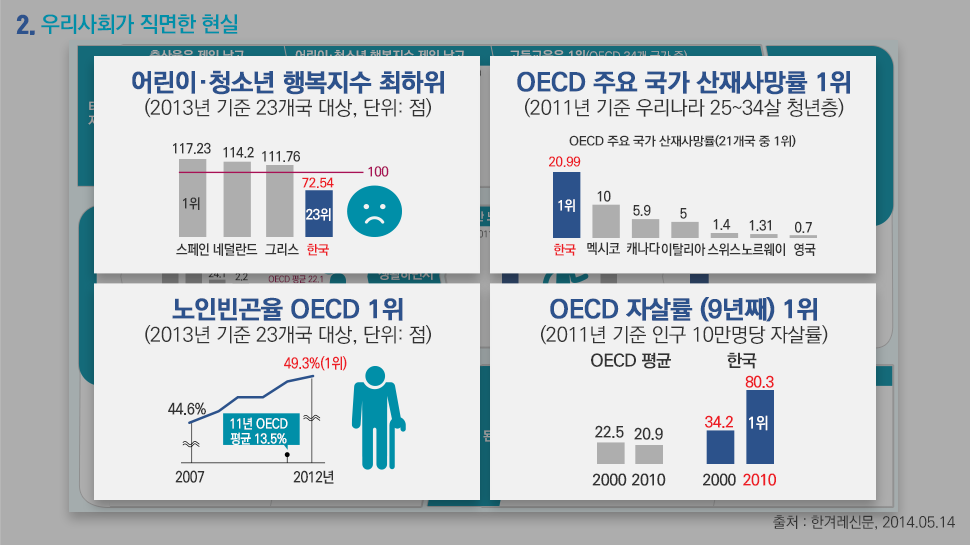 2. 우리사회가 직면한 현실
어린이·청소년 행복지수 최하위
(2013년 기준 23개국 대상, 단위: 점)
117.23
114.2
111.76
100
72.54
1위
23위
스페인 네덜란드 그리스 한국
OECD 주요 국가 산재사망률 1위
(2011년 기준 우리나라 25~34살 청년층)
OECD 주요 국가 산재사망률(21개국 중 1위)
20.99
1위
10
5.9
5
1.4
1.31
0.7
한국 멕시코 캐나다 이탈리아 스위스 노르웨이 영국
24.1
2.2
OECD 평균 22.1
노인빈곤율 OECD 1위
(2013년 기준 23개국 대상, 단위: 점)
49.3%(1위)
44.6%
11년 OECD
평균 13.5%
2007
2012년
OECD 자살률 (9년째) 1위
(2011년 기준 인구 10만명당 자살률)
OECD 평균
한국
80.3
34.2
1위
22.5
20.9
2000 2010
2000 2010
출처 : 한겨레신문, 2014.05.14